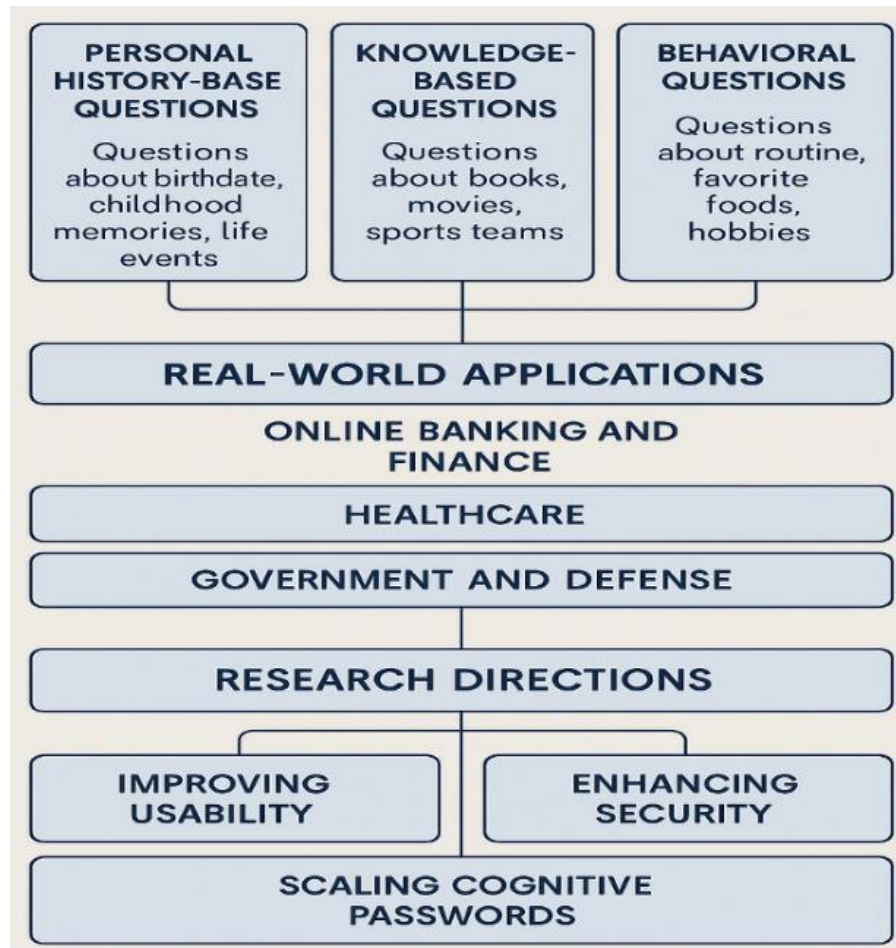 PERSONAL
HISTORY-BASE
QUESTIONS
Questions
about birthdate,
childhood
memories, life
events
KNOWLEDGE-
BASED
QUESTIONS
Questions
about books,
movies,
sports teams
BEHAVIORAL
QUESTIONS
Questions
about routine,
favorite
foods,
hobbies
REAL-WORLD APPLICATIONS
ONLINE BANKING AND
FINANCE
HEALTHCARE
GOVERNMENT AND DEFENSE
RESEARCH DIRECTIONS
IMPROVING
USABILITY
ENHANCING
SECURITY
SCALING COGNITIVE
PASSWORDS